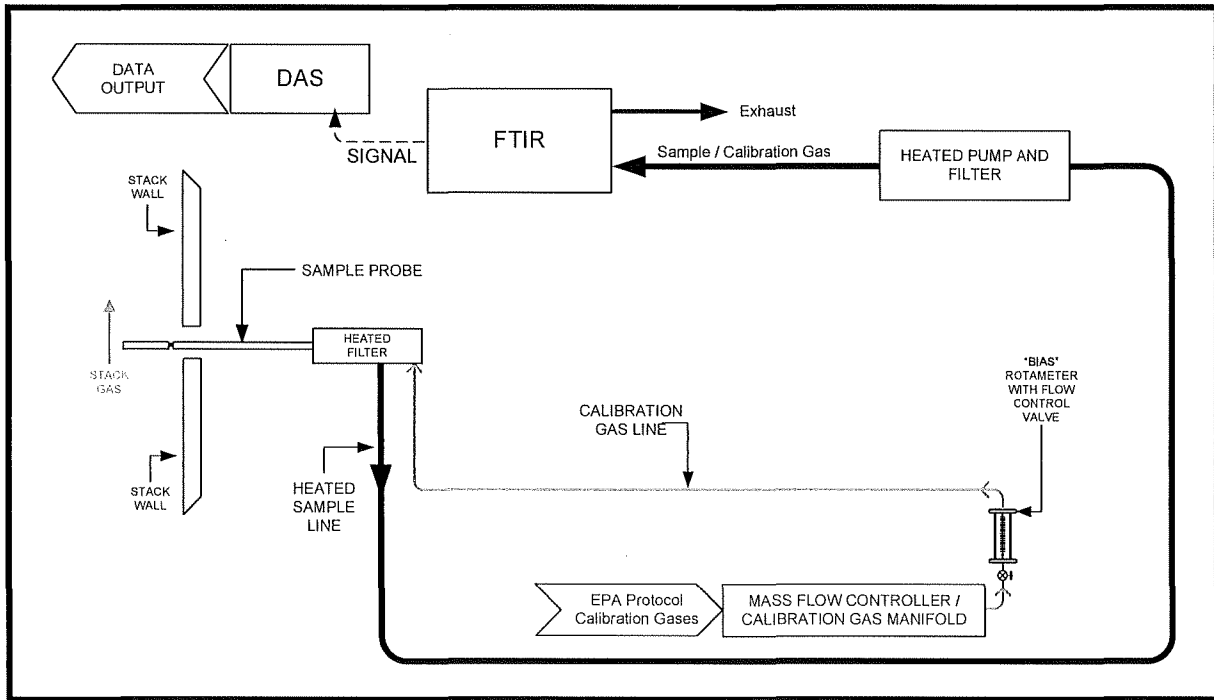 DATA
OUTPUT
DAS
SIGNAL
FTIR
Exhaust
Sample / Calibration Gas
HEATED PUMP AND
FILTER
STACK
WALL
SAMPLE PROBE
HEATED
FILTER
STACK
GAS
STACK
WALL
HEATED
SAMPLE
LINE
CALIBRATION
GAS LINE
"BIAS"
ROTAMETER
WITH FLOW
CONTROL
VALVE
EPA Protocol
Calibration Gases
MASS FLOW CONTROLLER /
CALIBRATION GAS MANIFOLD